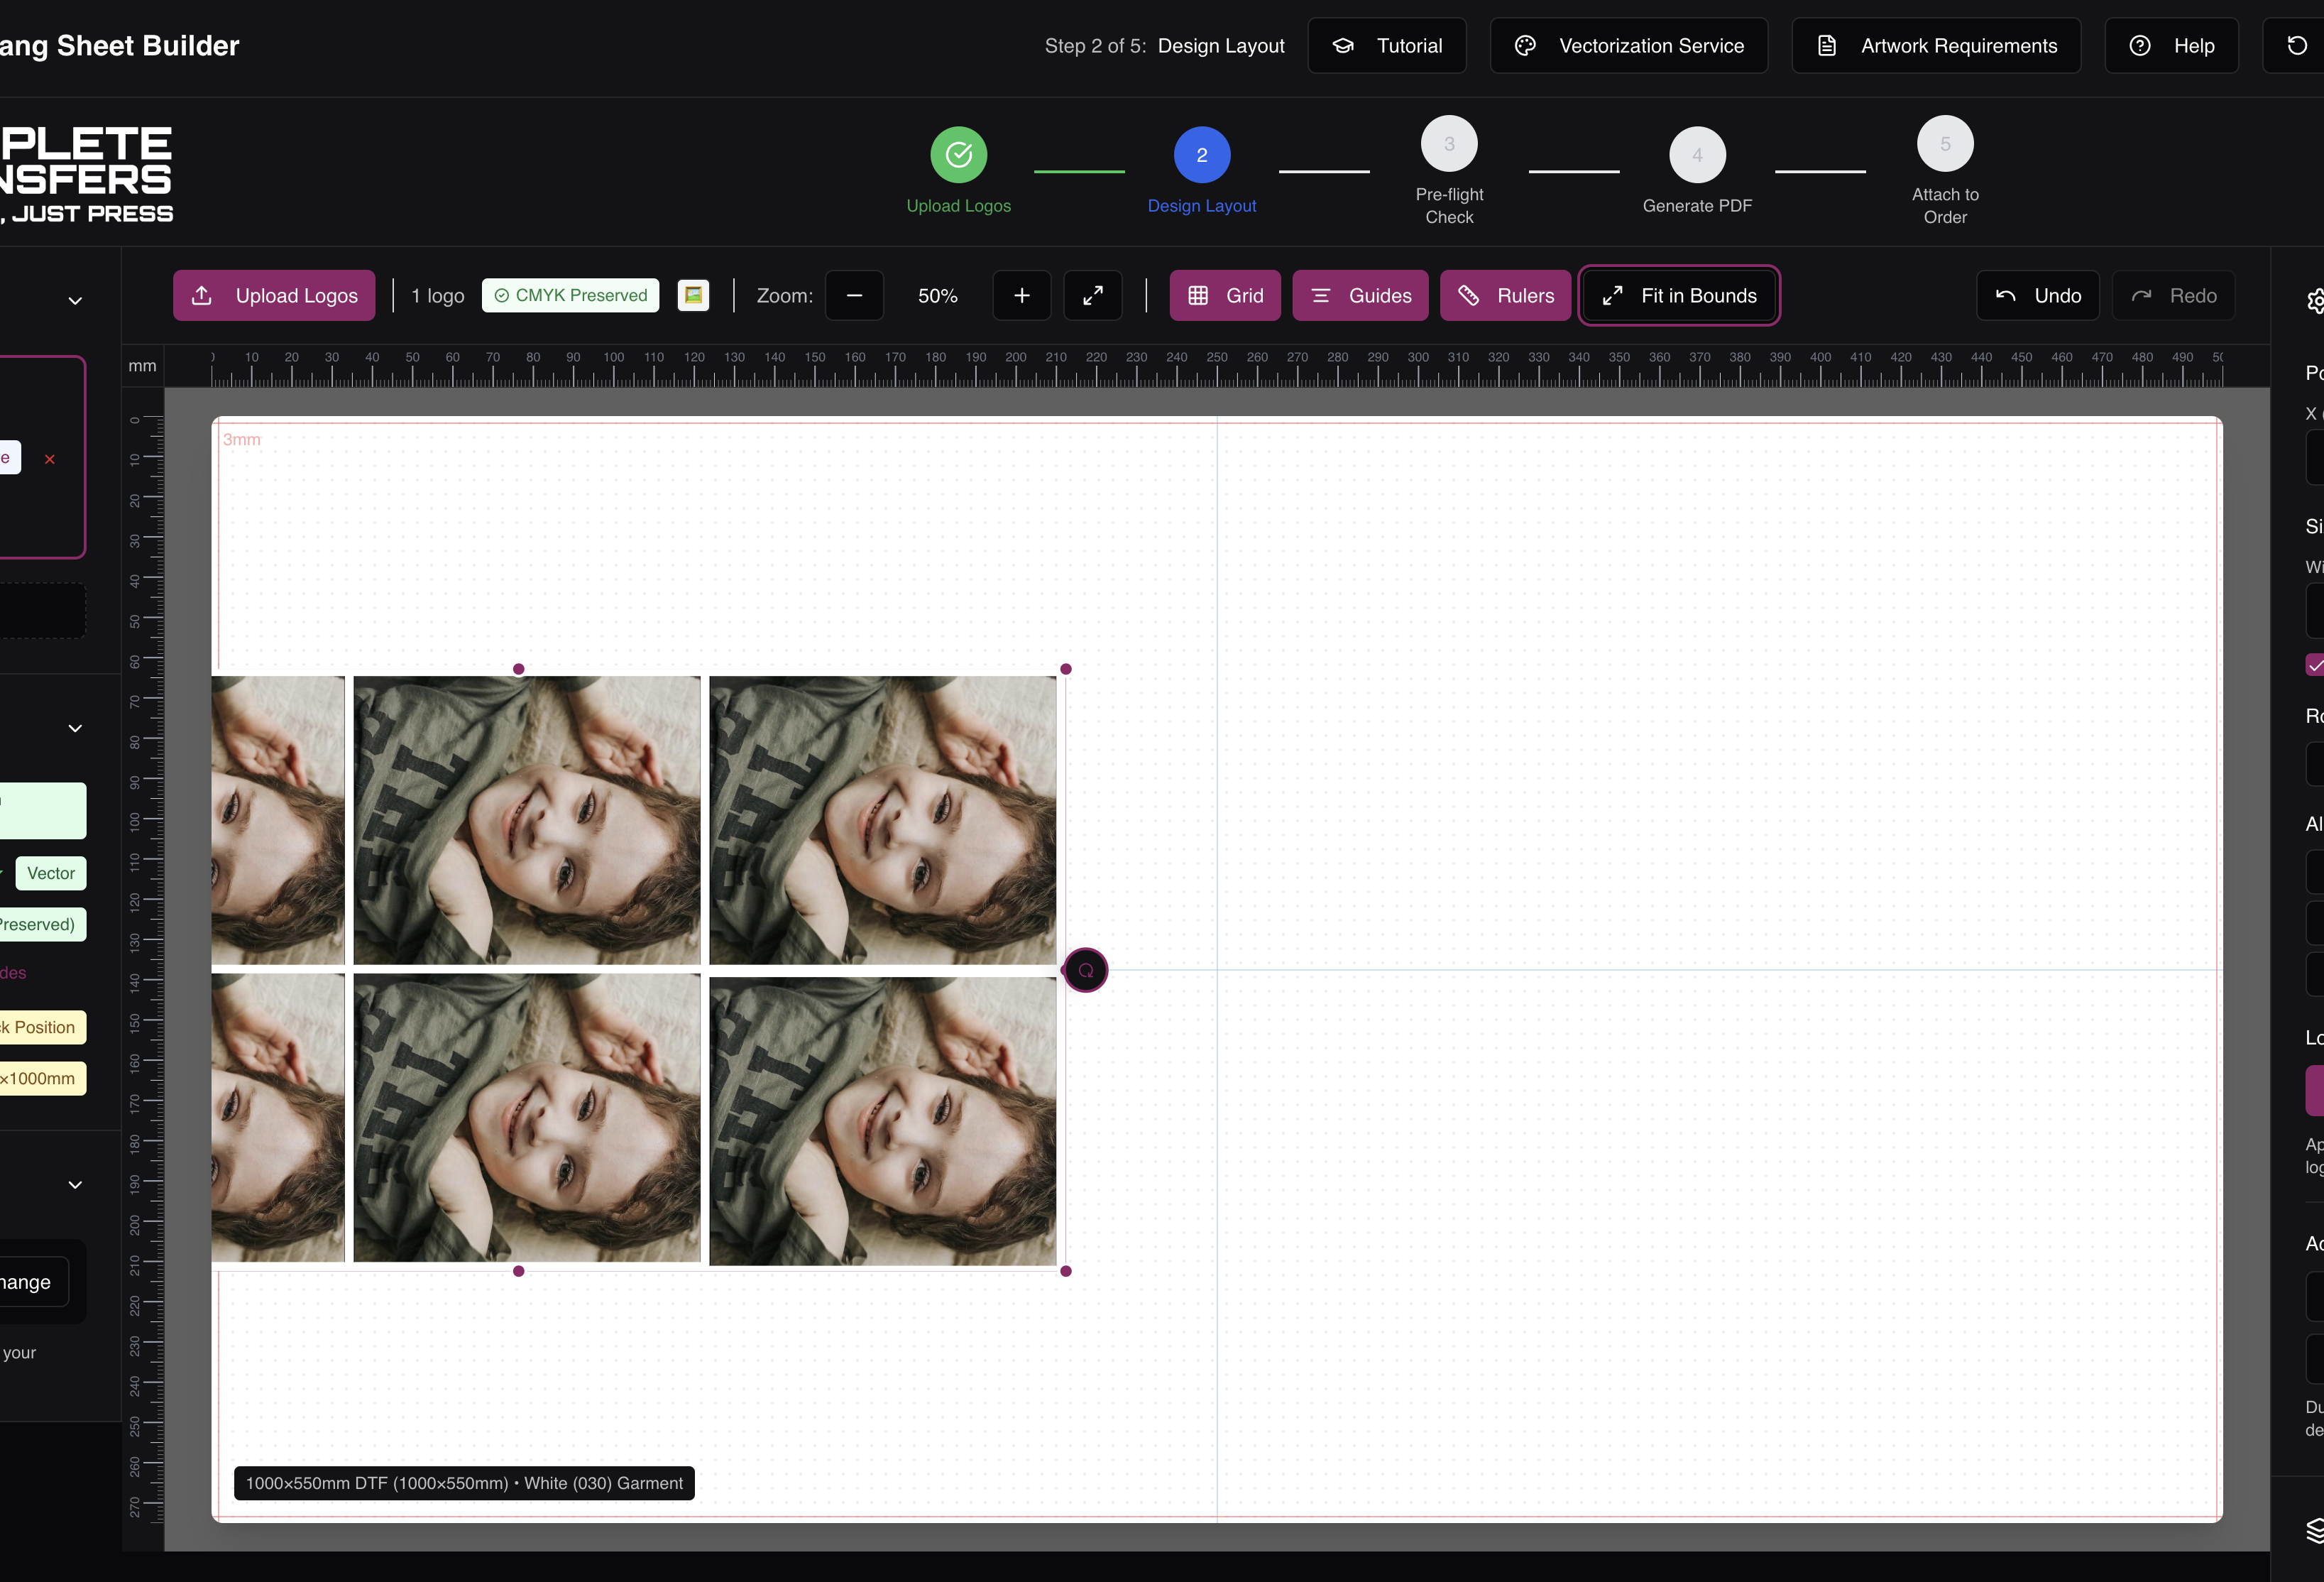 ang Sheet Builder
Step 2 of 5: Design Layout
Tutorial
Vectorization Service
Artwork Requirements
Help
PLETE
NSFERS
, JUST PRESS
Upload Logos
2
Design Layout
3
Pre-flight
Check
4
Generate PDF
5
Attach to
Order
Upload Logos
1 logo
CMYK Preserved
Zoom:
50%
Grid
Guides
Rulers
Fit in Bounds
Undo
Redo
mm
0 10 20 30 40 50 60 70 80 90 100 110 120 130 140 150 160 170 180 190 200 210 220 230 240 250 260 270 280 290 300 310 320 330 340 350 360 370 380 390 400 410 420 430 440 450 460 470 480 490 50
0
10
20
30
40
50
60
70
80
90
100
110
120
130
140
150
160
170
180
190
200
210
220
230
240
250
260
270
3mm
e
×
Vector
Preserved)
des
ck Position
×1000mm
hange
your
1000×550mm DTF (1000×550mm) • White (030) Garment
Po
X (
Si
Wi
Ro
Al
Lo
Ap
log
Ac
Du
de